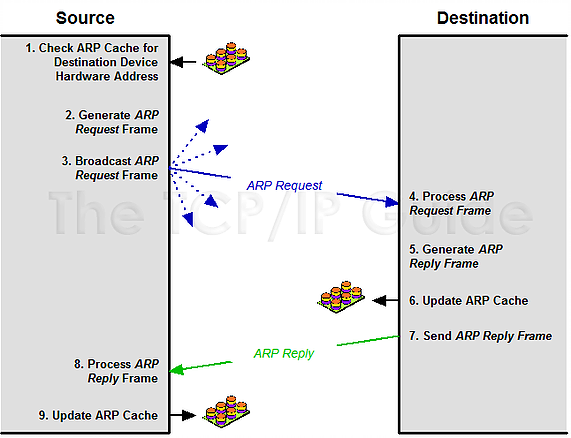 Source
Destination
1. Check ARP Cache for
Destination Device
Hardware Address
2. Generate ARP
Request Frame
3. Broadcast ARP
Request Frame
ARP Request
The TCP/IP Guide
4. Process ARP
Request Frame
5. Generate ARP
Reply Frame
6. Update ARP Cache
7. Send ARP Reply Frame
ARP Reply
8. Process ARP
Reply Frame
9. Update ARP Cache